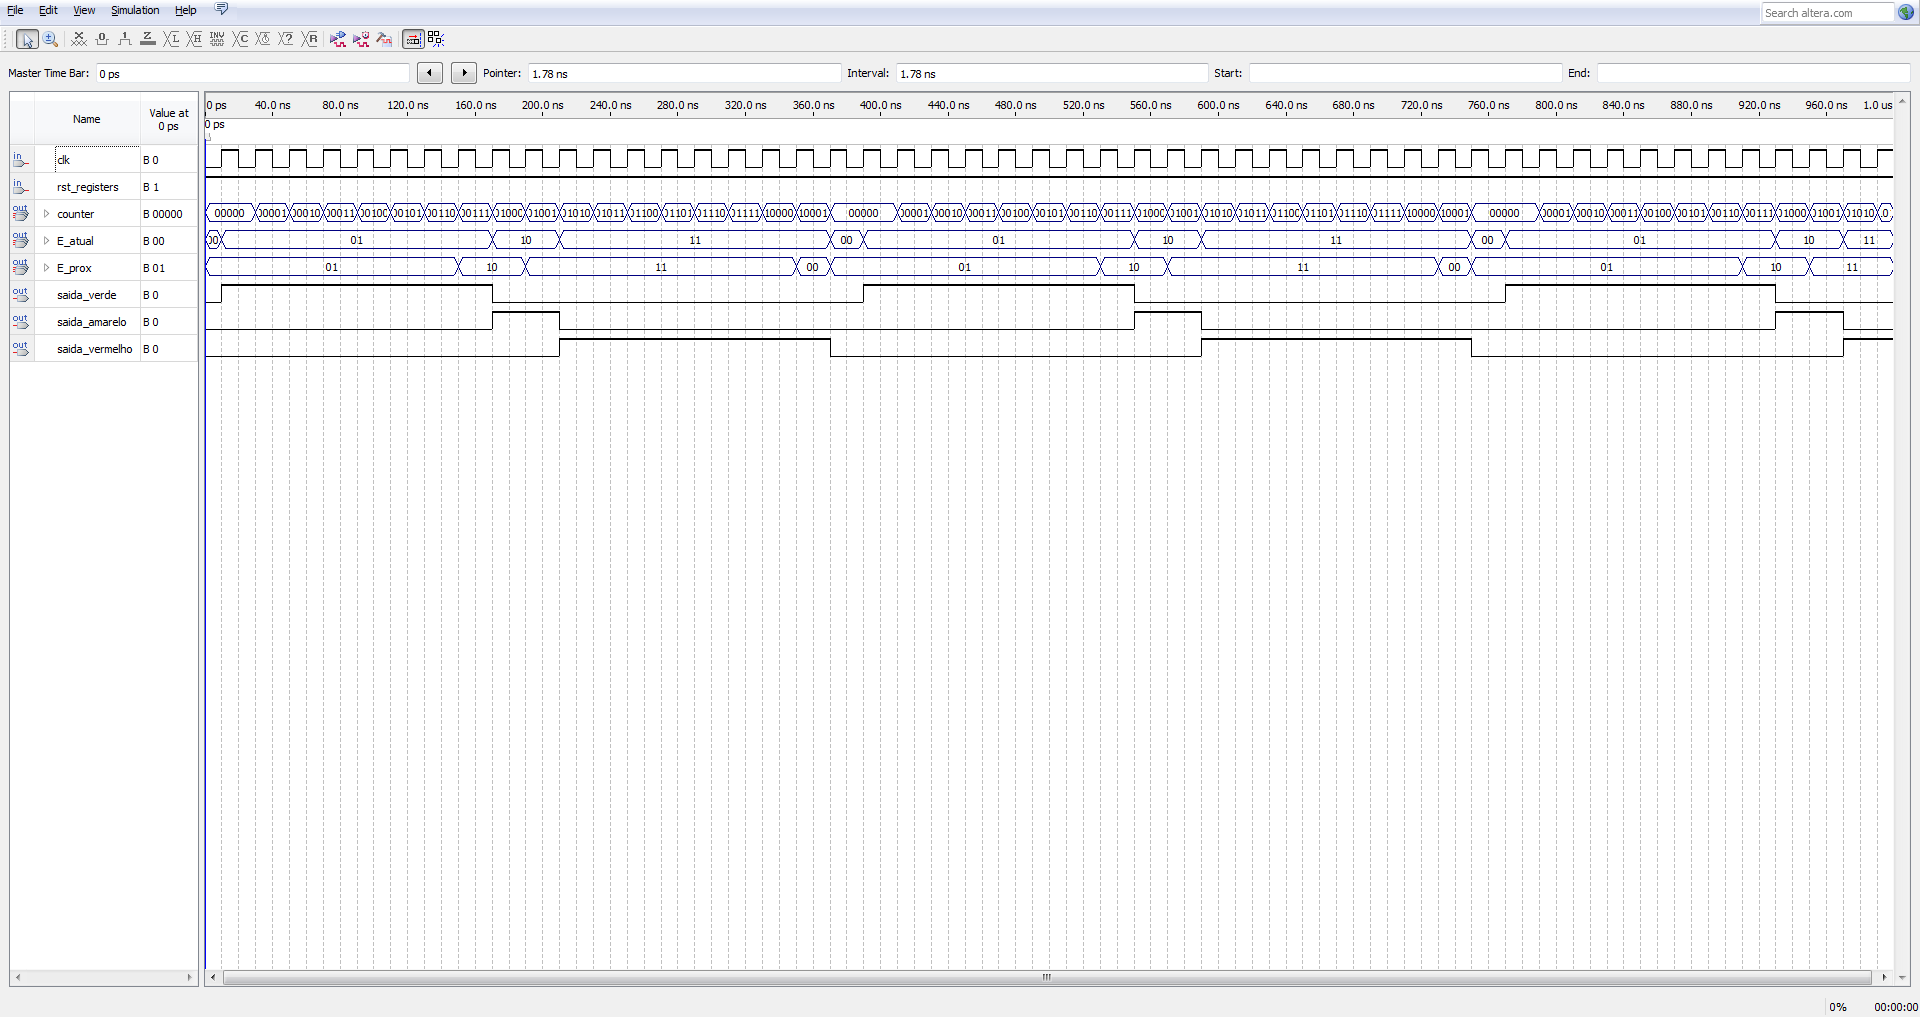 File Edit View Simulation Help
Search altera.com
Master Time Bar: 0 ps Pointer: 1.78 ns Interval: 1.78 ns Start: End:
Name Value at 0 ps
0 ps 40.0 ns 80.0 ns 120.0 ns 160.0 ns 200.0 ns 240.0 ns 280.0 ns 320.0 ns 360.0 ns 400.0 ns 440.0 ns 480.0 ns 520.0 ns 560.0 ns 600.0 ns 640.0 ns 680.0 ns 720.0 ns 760.0 ns 800.0 ns 840.0 ns 880.0 ns 920.0 ns 960.0 ns 1.0 us
0 ps
in clk B 0
in rst_registers B 1
out counter B 00000 00000 00001 00010 00011 00100 00101 00110 00111 01000 01001 01010 01011 01100 01101 01110 01111 10000 10001 00000 00001 00010 00011 00100 00101 00110 00111 01000 01001 01010 01011 01100 01101 01110 01111 10000 10001 00000 00001 00010 00011 00100 00101 00110 00111 01000 01001 01010 0
out E_atual B 00 00 01 10 11 00 01 10 11 00 01 10 11
out E_prox B 01 01 10 11 00 01 10 11 00 01 10 11
out saida_verde B 0
out saida_amarelo B 0
out saida_vermelho B 0
0% 00:00:00